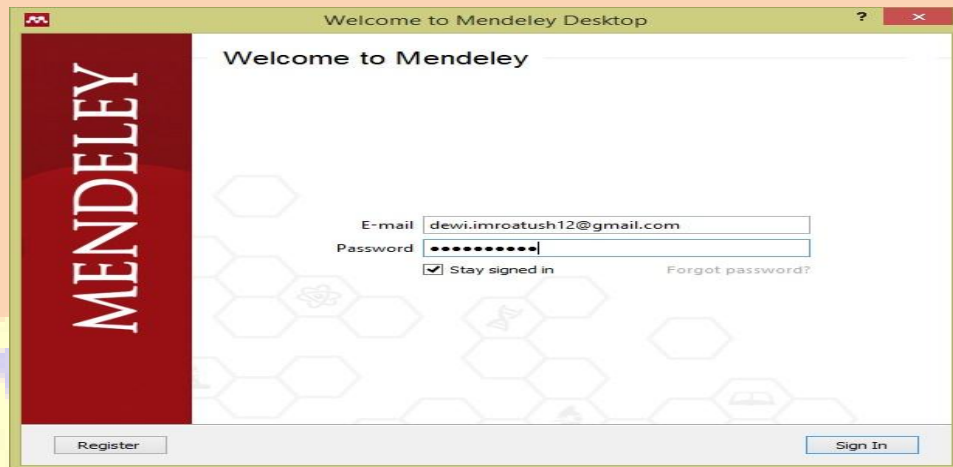 Welcome to Mendeley Desktop
? ×
MENDELEY
Welcome to Mendeley
E-mail dewi.imroatush12@gmail.com
Password ●●●●●●●●●●
Stay signed in Forgot password?
Register Sign In